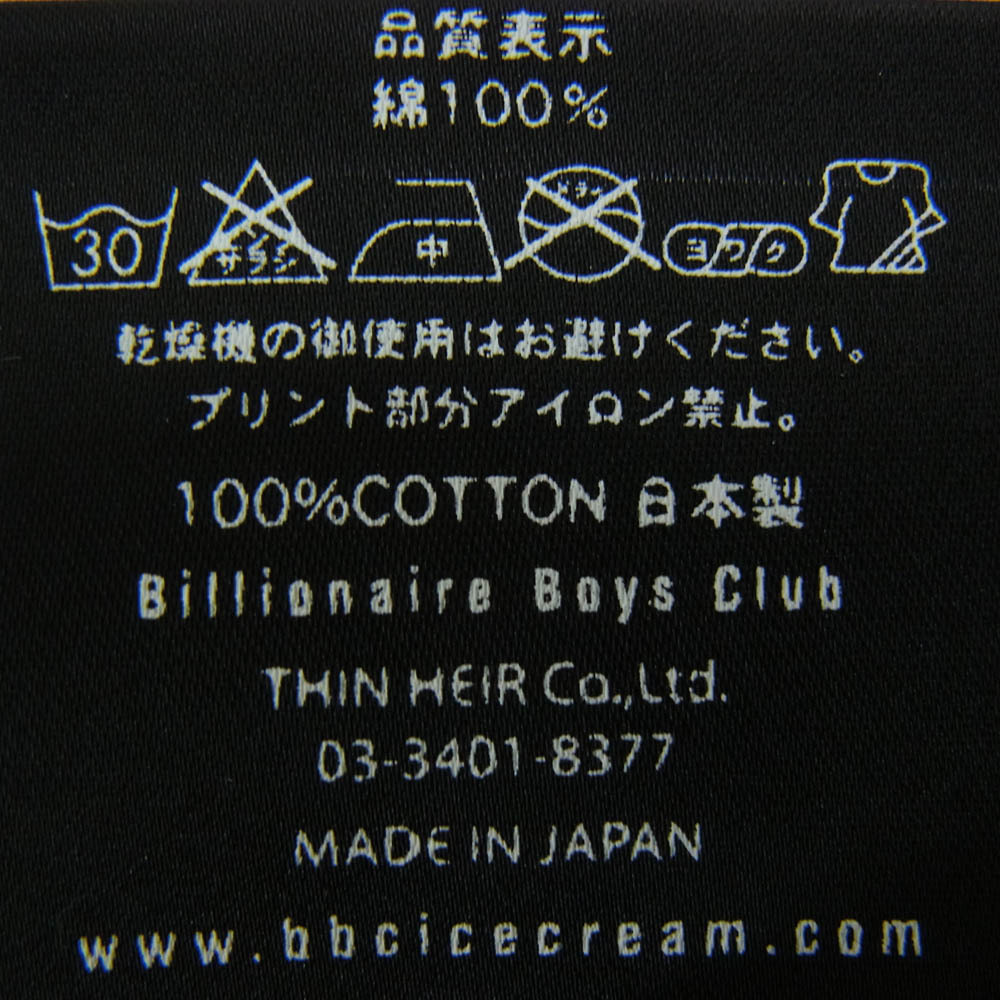 品質表示
綿100%
30 サラシ 中 ドライ ヨワク
乾燥機の御使用はお避けください。
プリント部分アイロン禁止。
100%COTTON 日本製
Billionaire Boys Club
THIN HEIR Co.,Ltd.
03-3401-8377
MADE IN JAPAN
www.bbcicecream.com